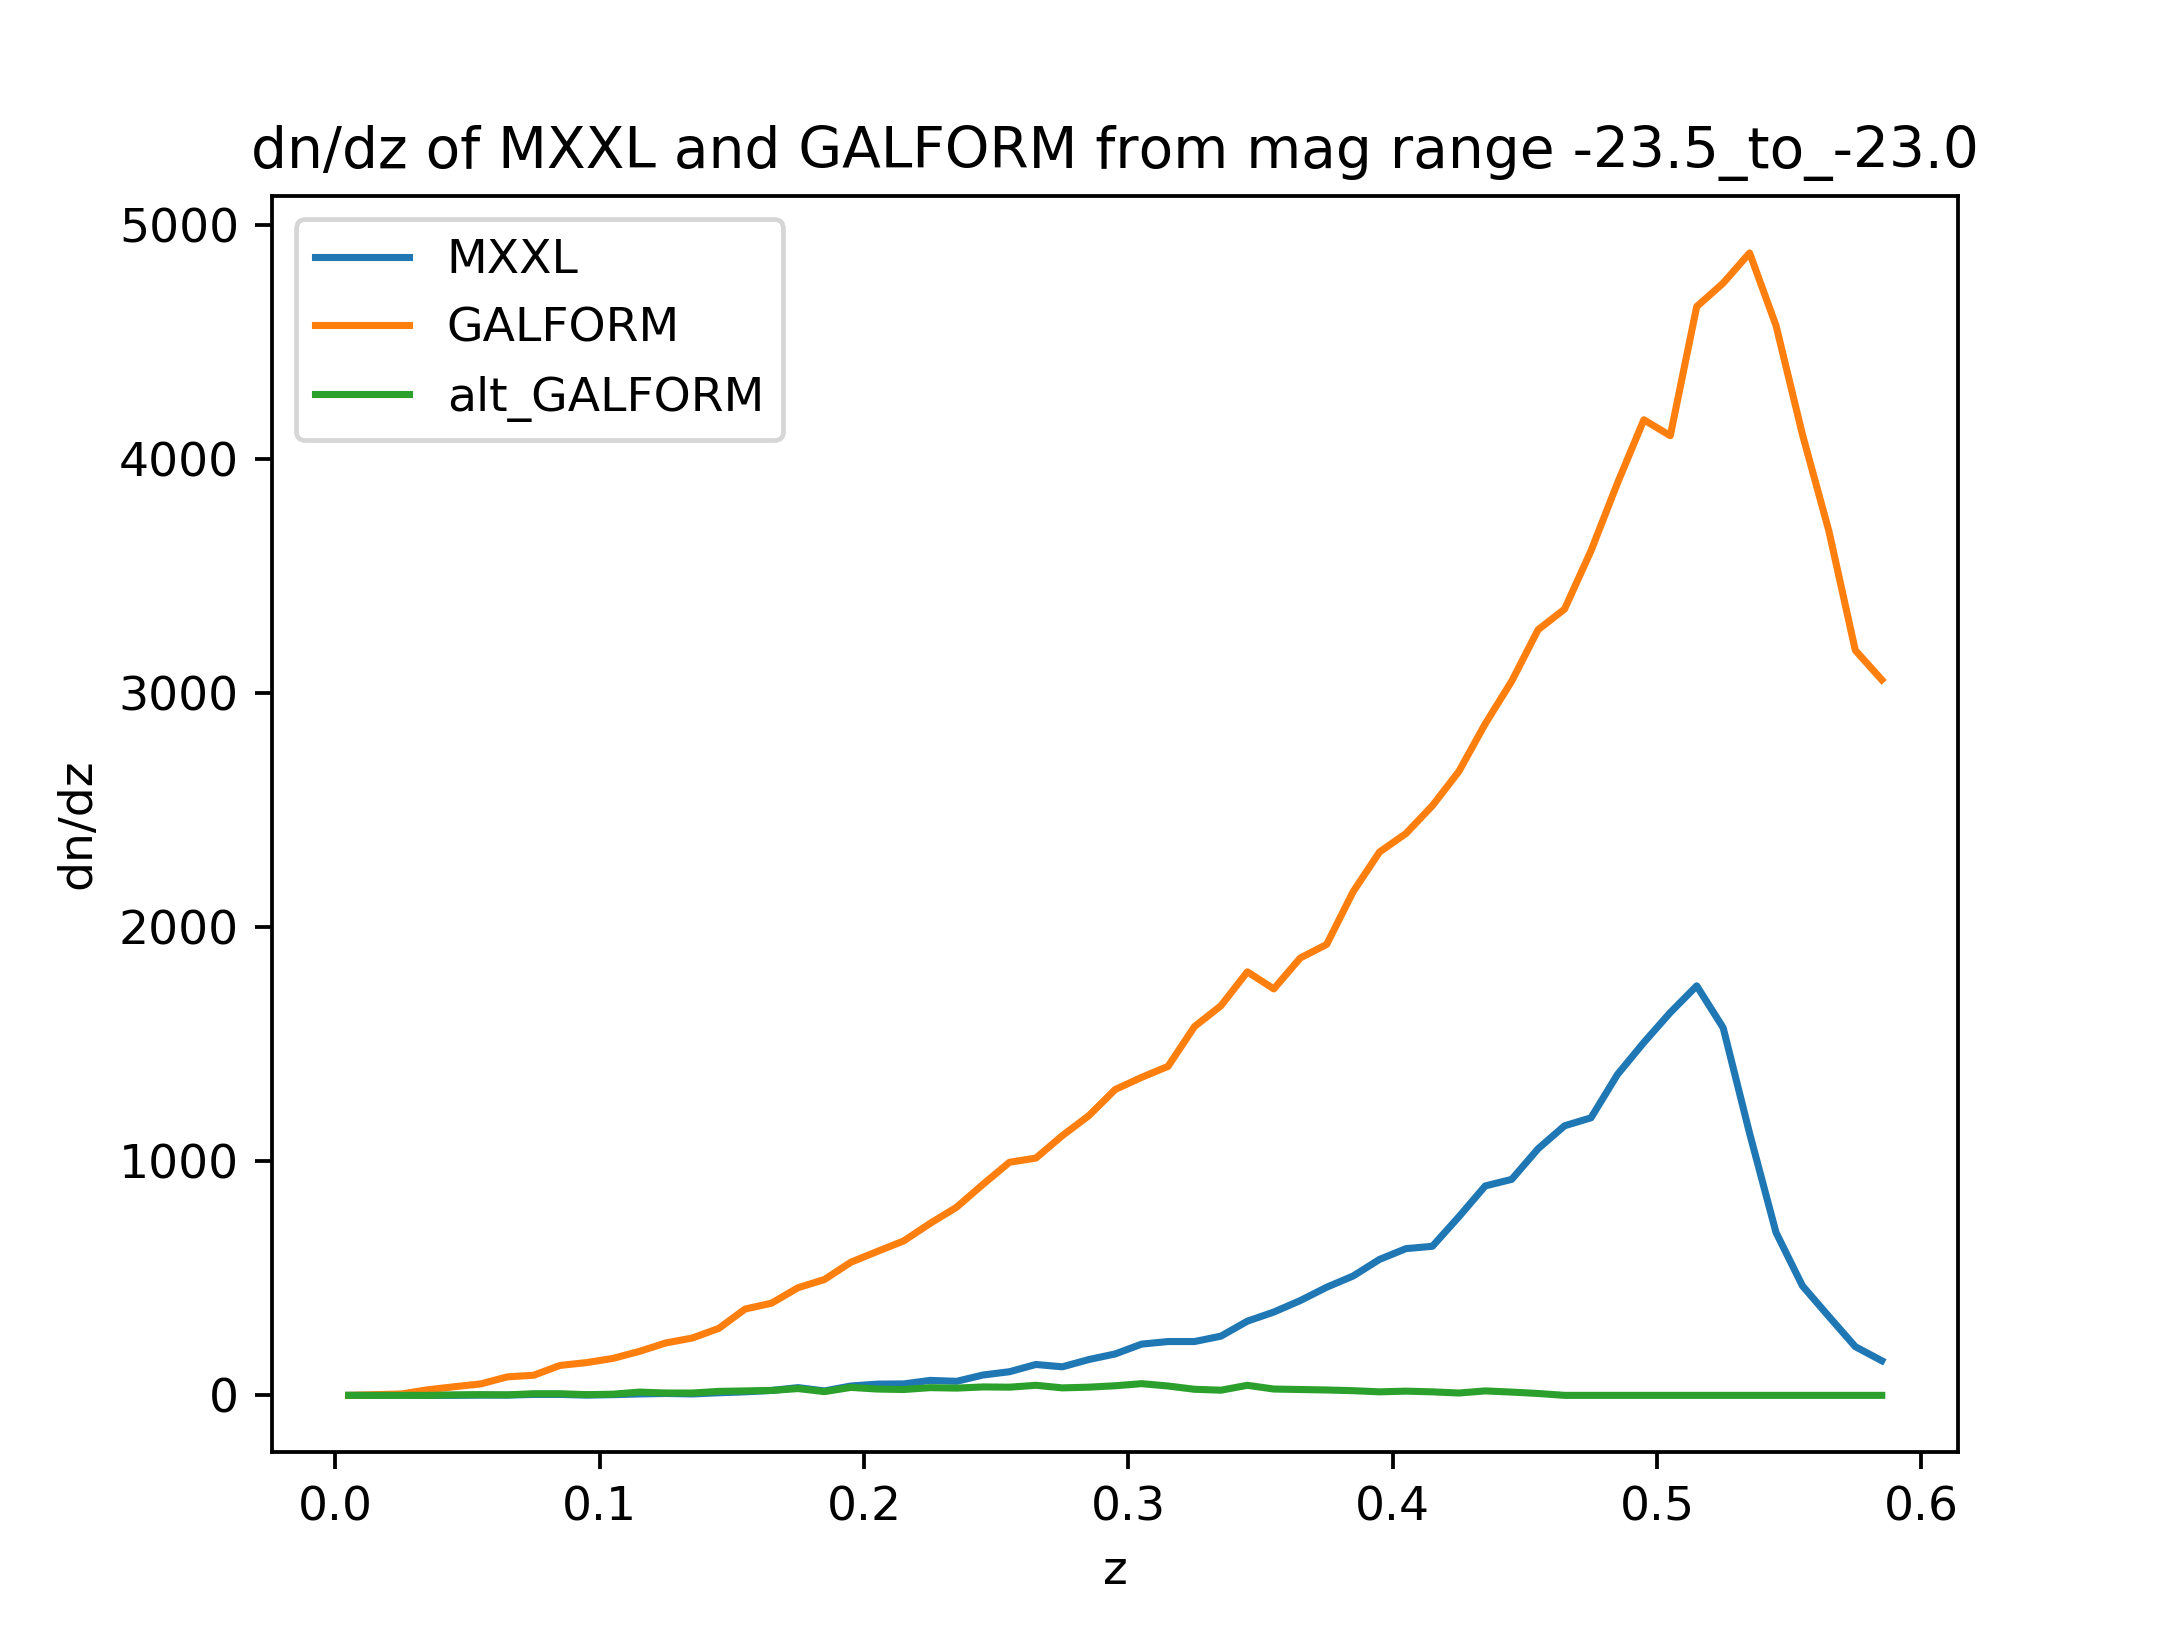 dn/dz of MXXL and GALFORM from mag range -23.5_to_-23.0
5000
4000
3000
2000
1000
0
dn/dz
MXXL
GALFORM
alt_GALFORM
0.0 0.1 0.2 0.3 0.4 0.5 0.6
z